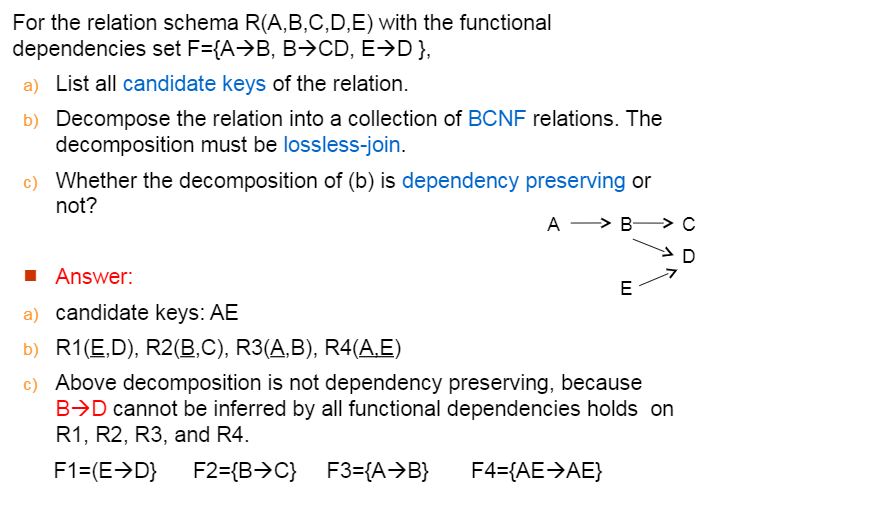 For the relation schema R(A,B,C,D,E) with the functional
dependencies set F={A→B, B→CD, E→D },
a) List all candidate keys of the relation.
b) Decompose the relation into a collection of BCNF relations. The
decomposition must be lossless-join.
c) Whether the decomposition of (b) is dependency preserving or
not?
A → B → C
D
E
■ Answer:
a) candidate keys: AE
b) R1(E,D), R2(B,C), R3(A,B), R4(A,E)
c) Above decomposition is not dependency preserving, because
B→D cannot be inferred by all functional dependencies holds on
R1, R2, R3, and R4.
F1=(E→D} F2={B→C} F3={A→B} F4={AE→AE}